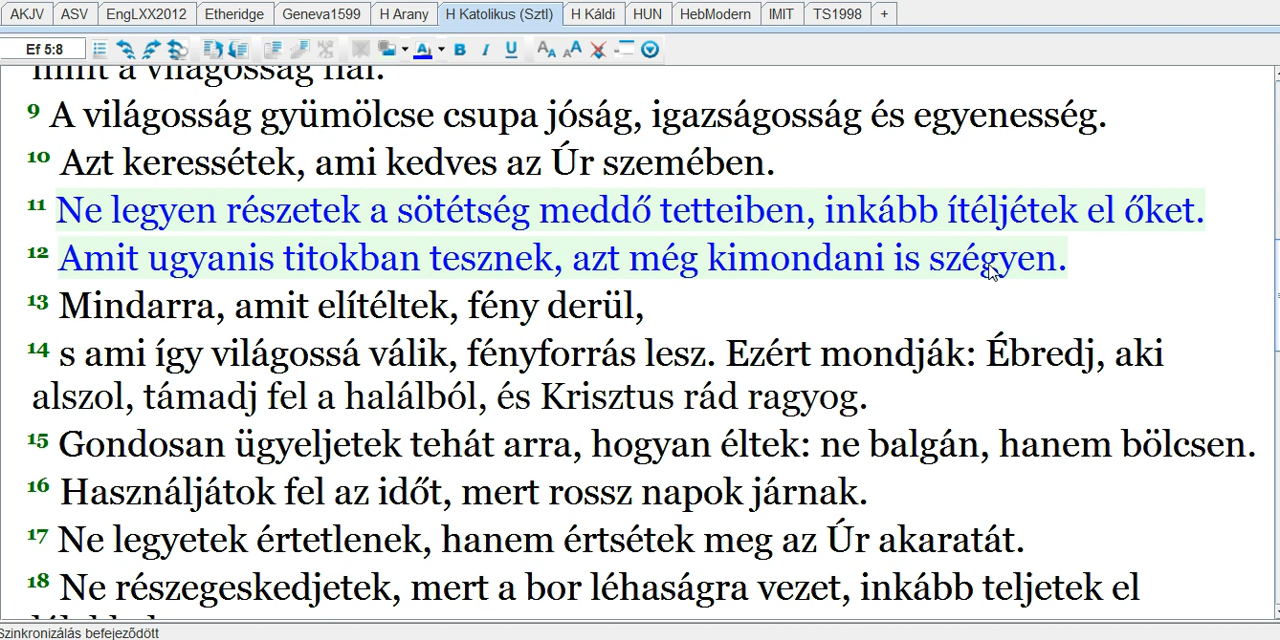 AKJV ASV EngLXX2012 Etheridge Geneva1599 H Arany H Katolikus (Sztl) H Káldi HUN HebModern IMIT TS1998 +
Ef 5:8
mint a világosság fiai.
9 A világosság gyümölcse csupa jóság, igazságosság és egyenesség.
10 Azt keressétek, ami kedves az Úr szemében.
11 Ne legyen részetek a sötétség meddő tetteiben, inkább ítéljétek el őket.
12 Amit ugyanis titokban tesznek, azt még kimondani is szégyen.
13 Mindarra, amit elítéltek, fény derül,
14 s ami így világossá válik, fényforrás lesz. Ezért mondják: Ébredj, aki
alszol, támadj fel a halálból, és Krisztus rád ragyog.
15 Gondosan ügyeljetek tehát arra, hogyan éltek: ne balgán, hanem bölcsen.
16 Használjátok fel az időt, mert rossz napok járnak.
17 Ne legyetek értetlenek, hanem értsétek meg az Úr akaratát.
18 Ne részegeskedjetek, mert a bor léhaságra vezet, inkább teljetek el
Szinkronizálás befejeződött